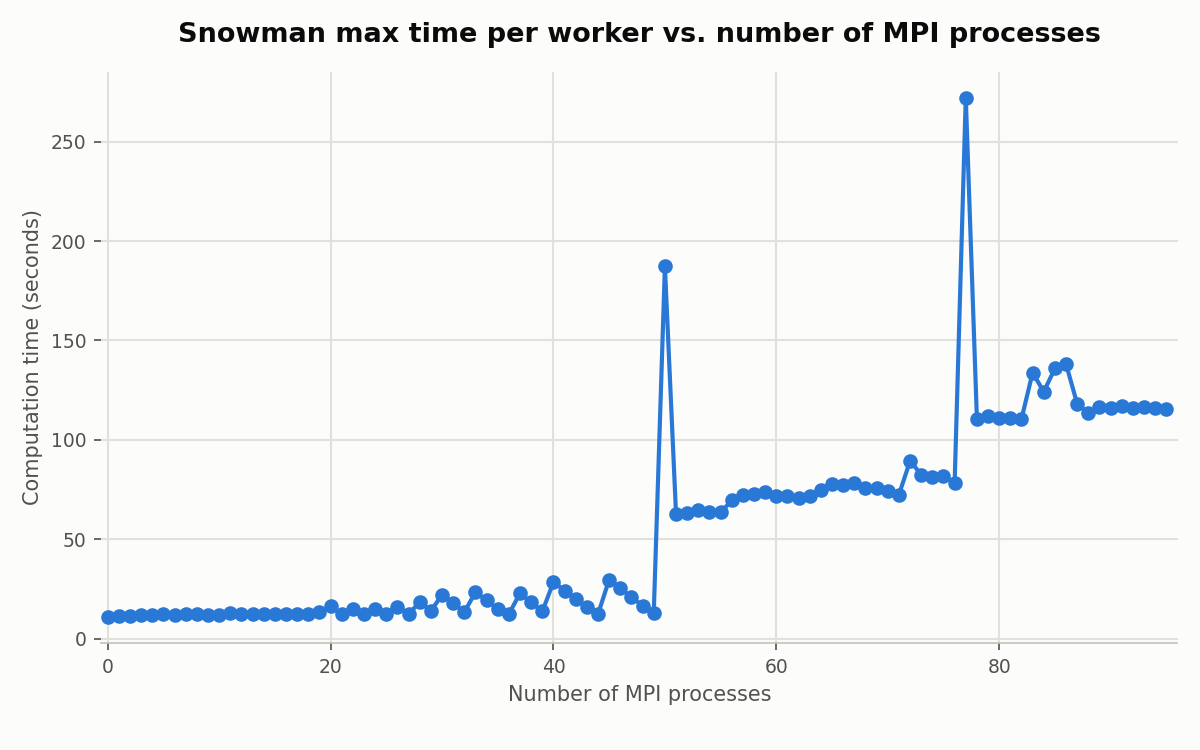 Snowman max time per worker vs. number of MPI processes
Computation time (seconds)
250
200
150
100
50
0
0 20 40 60 80
Number of MPI processes